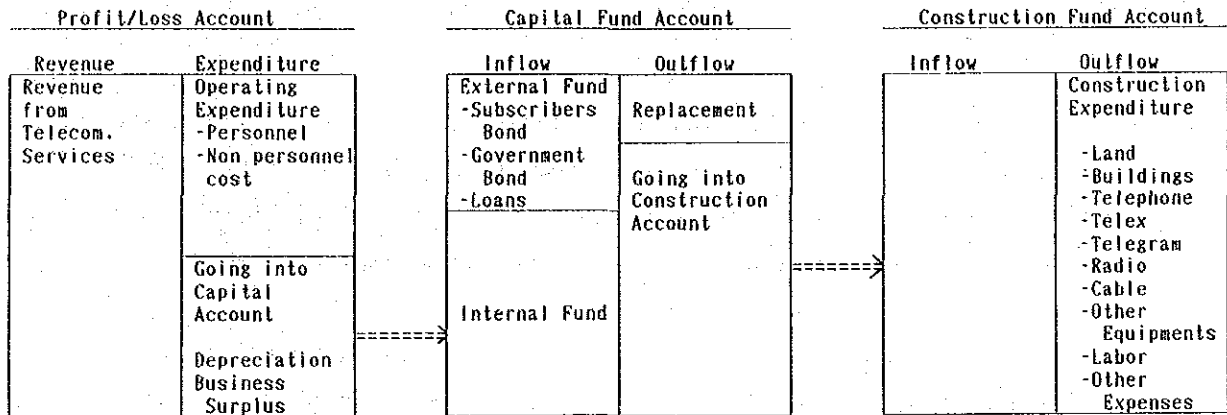 Profit/Loss Account
Revenue
Expenditure
Revenue
from
Telecom.
Services
Operating
Expenditure
-Personnel
-Non personnel
cost
Going into
Capital
Account
Depreciation
Business
Surplus
Capital Fund Account
Inflow
Outflow
External Fund
-Subscribers
Bond
-Government
Bond
-Loans
Internal Fund
Replacement
Going into
Construction
Account
Construction Fund Account
Inflow
Outflow
Construction
Expenditure
-Land
-Buildings
-Telephone
-Telex
-Telegram
-Radio
-Cable
-Other
Equipments
-Labor
-Other
Expenses